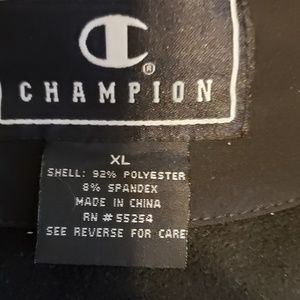 C®
CHAMPION
XL
SHELL: 92% POLYESTER
8% SPANDEX
MADE IN CHINA
RN # 55254
SEE REVERSE FOR CARE